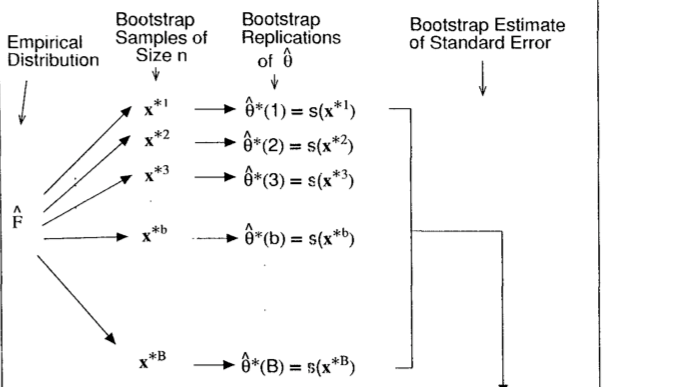 Empirical
Distribution
Bootstrap
Samples of
Size n
Bootstrap
Replications
of θ̂
Bootstrap Estimate
of Standard Error
F̂
x*1
θ̂*(1) = s(x*1)
x*2
θ̂*(2) = s(x*2)
x*3
θ̂*(3) = s(x*3)
x*b
θ̂*(b) = s(x*b)
x*B
θ̂*(B) = s(x*B)